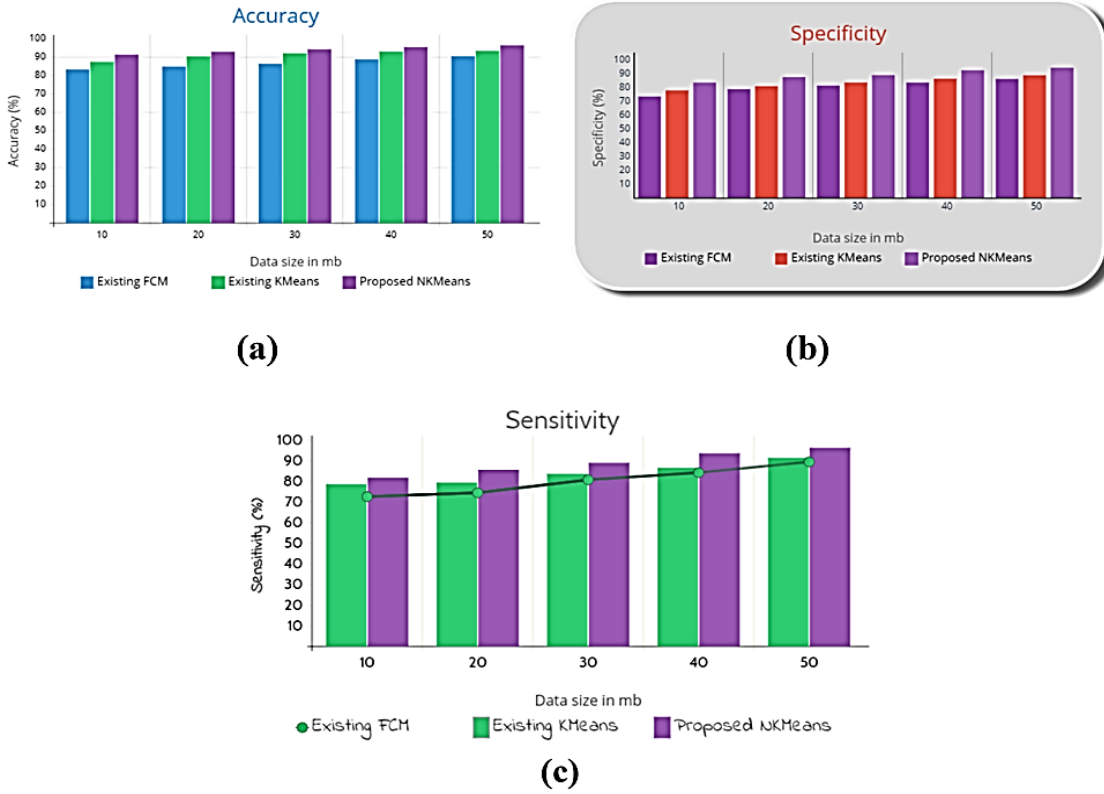 Accuracy
100
90
80
70
60
50
40
30
20
10
Accuracy (%)
10 20 30 40 50
Data size in mb
Existing FCM Existing KMeans Proposed NKMeans
(a)
Specificity
100
90
80
70
60
50
40
30
20
10
Specificity (%)
10 20 30 40 50
Data size in mb
Existing FCM Existing KMeans Proposed NKMeans
(b)
Sensitivity
100
90
80
70
60
50
40
30
20
10
Sensitivity (%)
10 20 30 40 50
Data size in mb
Existing FCM Existing KMeans Proposed NKMeans
(c)